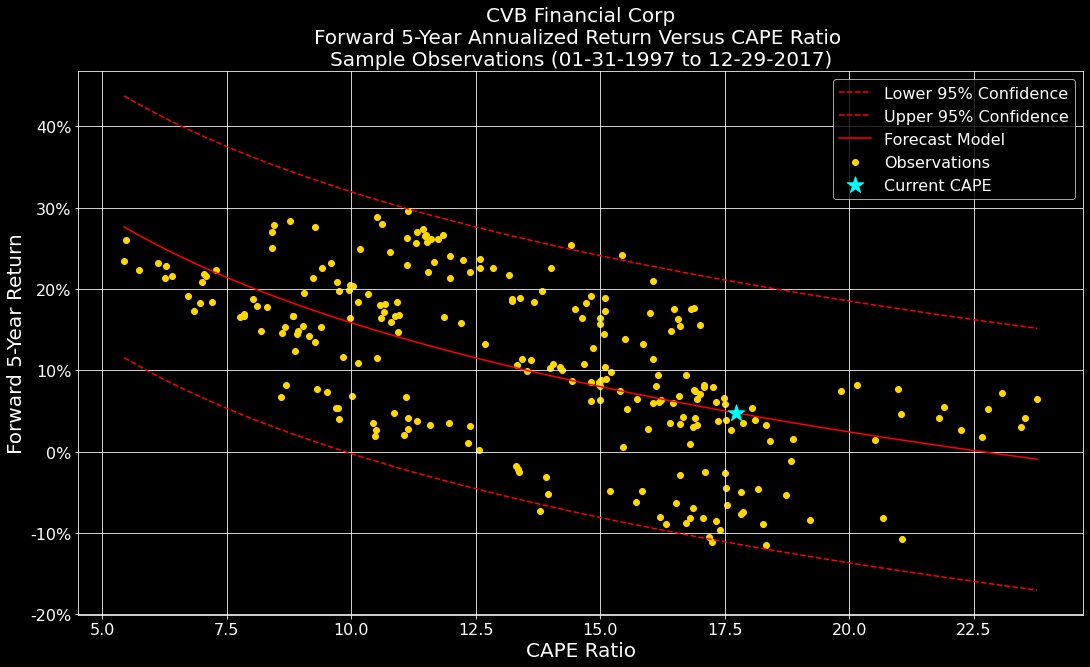 CVB Financial Corp
Forward 5-Year Annualized Return Versus CAPE Ratio
Sample Observations (01-31-1997 to 12-29-2017)
Lower 95% Confidence
Upper 95% Confidence
Forecast Model
Observations
Current CAPE
Forward 5-Year Return
40%
30%
20%
10%
0%
-10%
-20%
5.0 7.5 10.0 12.5 15.0 17.5 20.0 22.5
CAPE Ratio